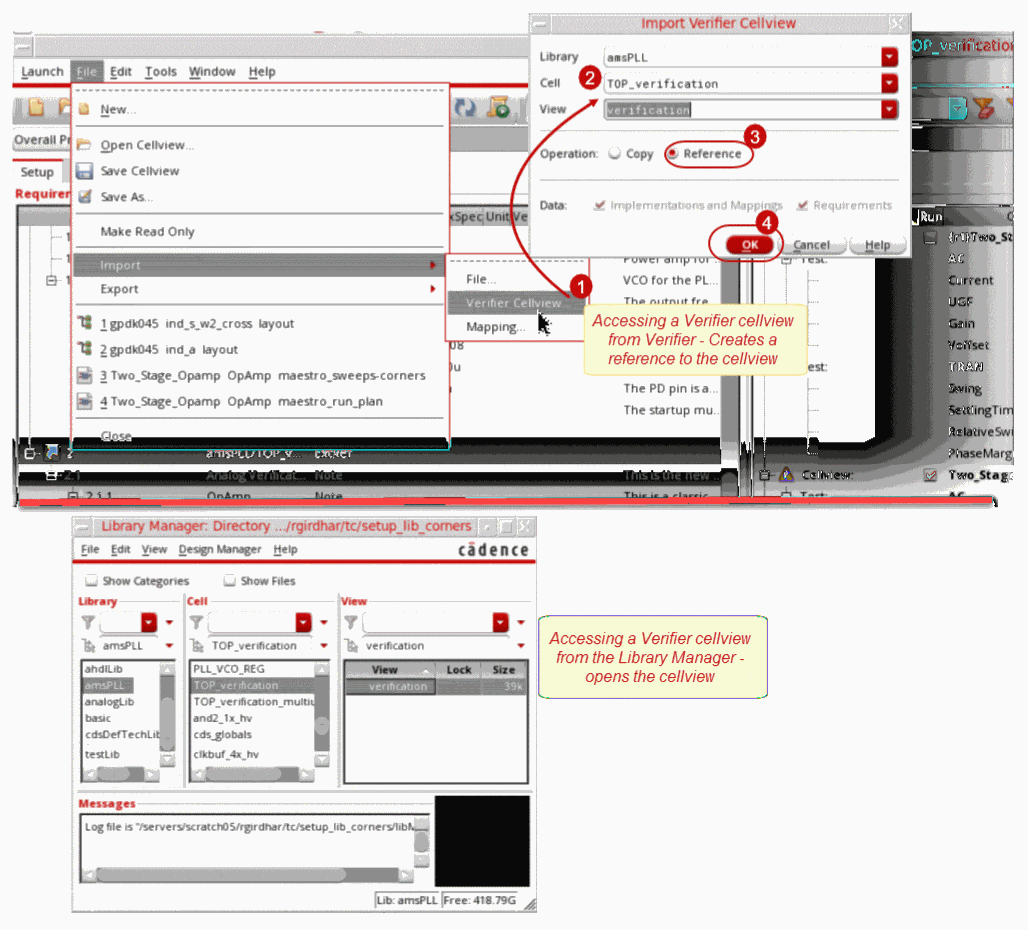 Import Verifier Cellview
OP_verification
Launch File Edit Tools Window Help
Library amsPLL
2
Cell TOP_verification
View verification
New...
Overall Pr
Open Cellview...
3
Operation: Copy Reference
Setup
Save Cellview
Requirer
Save As...
Data: Implementations and Mappings Requirements
xSpec Unit Ve
Run
4
Make Read Only
OK Cancel Help
Import
Power amp for
Test:
AC
File...
VCO for the PL...
Current
Export
1
Verifier Cellview...
The output fre
UGF
1 gpdk045 ind_s_w2_cross layout
Mapping...
Accessing a Verifier cellview
from Verifier - Creates a
reference to the cellview
Gain
2 gpdk045 ind_a layout
08
Voffset
3 Two_Stage_Opamp OpAmp maestro_sweeps-corners
0u
est:
TRAN
The PD pin is a...
Swing
4 Two_Stage_Opamp OpAmp maestro_run_plan
The startup mu...
SettlingTim
Close
RelativeSwi
2 amsPLL/TOP_v...
PhaseMarg
2.1 Analog Verificat... Note This is the new
Cellview: Two_Stag
2.1.1 OpAmp Note This is a classic
Test: AC
Library Manager: Directory .../rgirdhar/tc/setup_lib_corners
File Edit View Design Manager Help cādence
Show Categories Show Files
Library Cell View
amsPLL TOP_verification verification
ahdlLib PLL_VCO_REG View Lock Size
amsPLL TOP_verification verification 39k
analogLib TOP_verification_multiu
basic and2_1x_hv
cdsDefTechLib cds_globals
testLib clkbuf_4x_hv
Accessing a Verifier cellview
from the Library Manager -
opens the cellview
Messages
Log file is "/servers/scratch05/rgirdhar/tc/setup_lib_corners/libM
Lib: amsPLL Free: 418.79G